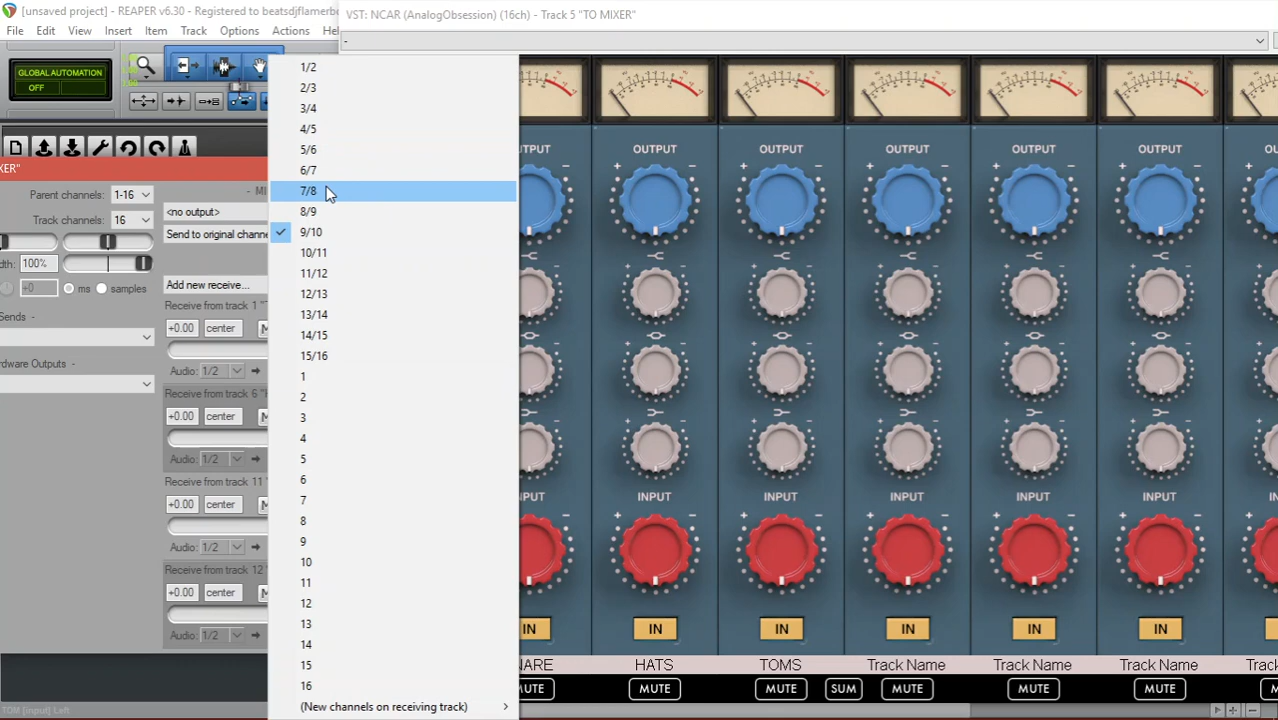 [unsaved project] - REAPER v6.30 - Registered to beatsdjflamerb
VST: NCAR (AnalogObsession) (16ch) - Track 5 "TO MIXER"
File Edit View Insert Item Track Options Actions
-
GLOBAL AUTOMATION
OFF
1/2
2/3
3/4
4/5
5/6
6/7
7/8
8/9
9/10
10/11
11/12
12/13
13/14
14/15
15/16
1
2
3
4
5
6
7
8
9
10
11
12
13
14
15
16
(New channels on receiving track)
XER"
Parent channels: 1-16
- MI
Track channels: 16
<no output>
Send to original channe
100%
+0 ms samples
Add new receive...
Sends -
Receive from track 1 "
+0.00 center M
rdware Outputs -
Audio: 1/2
Receive from track 6 "
+0.00 center M
Audio: 1/2
Receive from track 11 "
+0.00 center M
Audio: 1/2
Receive from track 12 "
+0.00 center M
Audio: 1/2
TOM [input] Left
UTPUT OUTPUT OUTPUT OUTPUT OUTPUT OUTPUT
NPUT INPUT INPUT INPUT INPUT INPUT
IN IN IN IN IN IN
NARE HATS TOMS Track Name Track Name Track Name Track
MUTE MUTE MUTE SUM MUTE MUTE MUTE